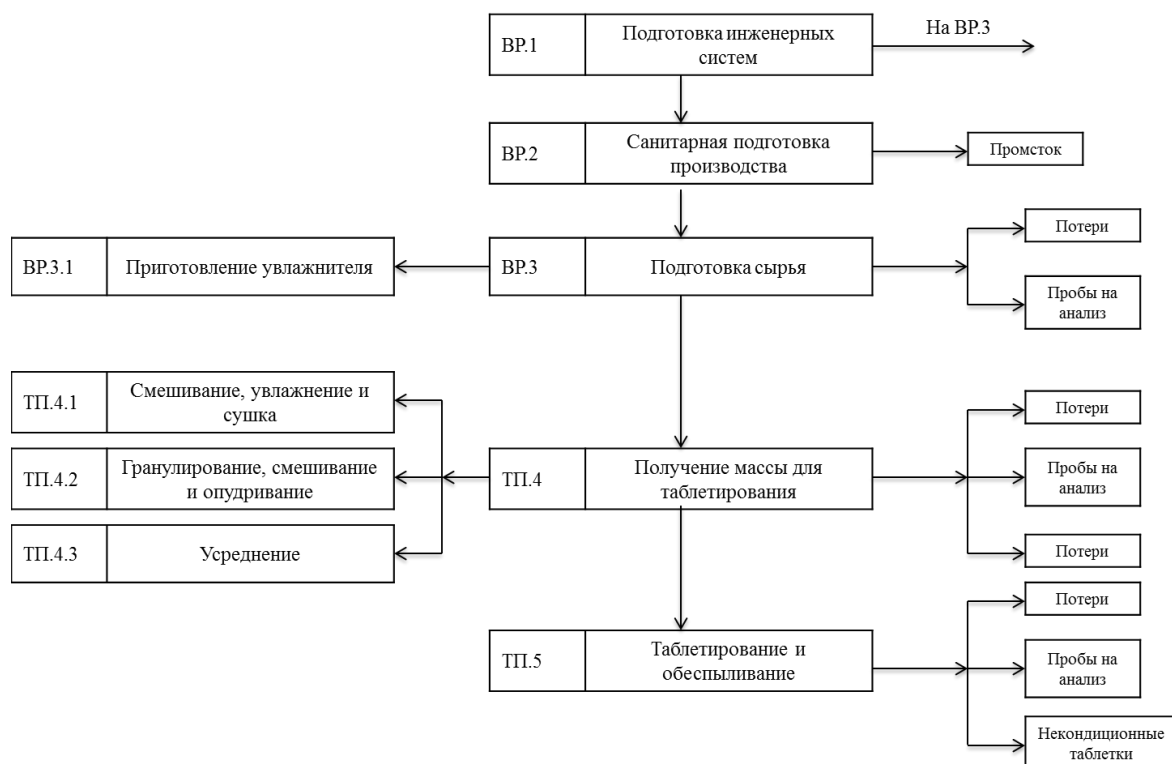 ВР.1
Подготовка инженерных
систем
На ВР.3
ВР.2
Санитарная подготовка
производства
Промсток
ВР.3.1
Приготовление увлажнителя
ВР.3
Подготовка сырья
Потери
Пробы на
анализ
ТП.4.1
Смешивание, увлажнение и
сушка
ТП.4.2
Гранулирование, смешивание
и опудривание
ТП.4.3
Усреднение
ТП.4
Получение массы для
таблетирования
Потери
Пробы на
анализ
Потери
ТП.5
Таблетирование и
обеспыливание
Потери
Пробы на
анализ
Некондиционные
таблетки